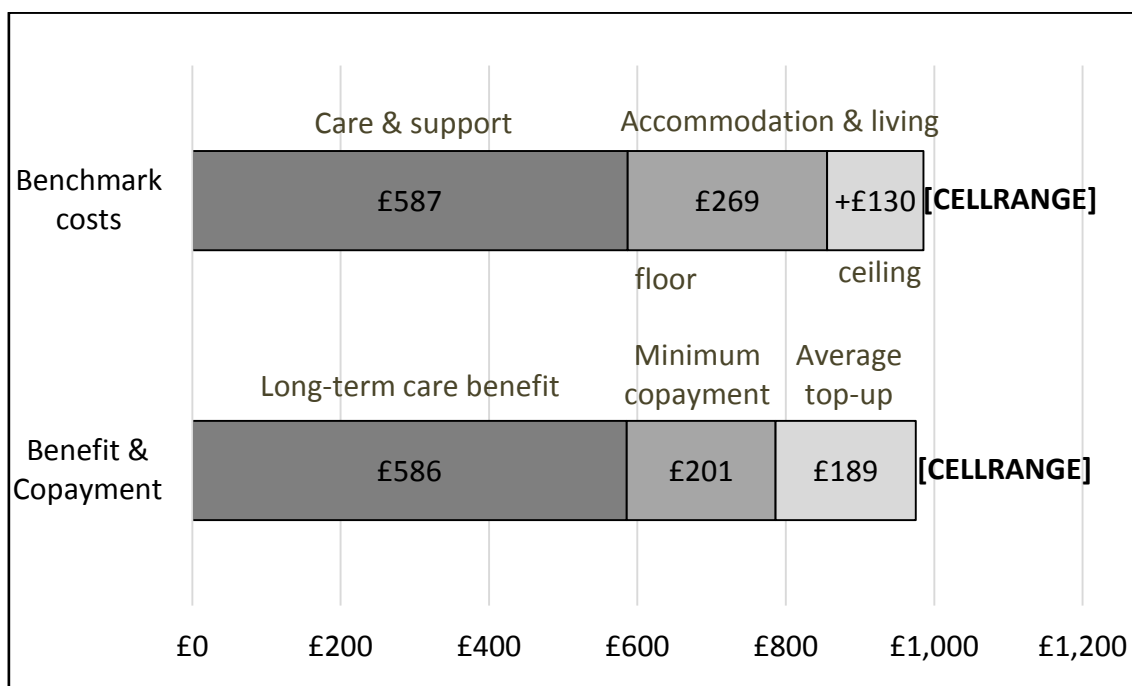 Care & support
Accommodation & living
Benchmark
costs
£587
£269
+£130
[CELLRANGE]
floor
ceiling
Long-term care benefit
Minimum
copayment
Average
top-up
Benefit &
Copayment
£586
£201
£189
[CELLRANGE]
£0
£200
£400
£600
£800
£1,000
£1,200